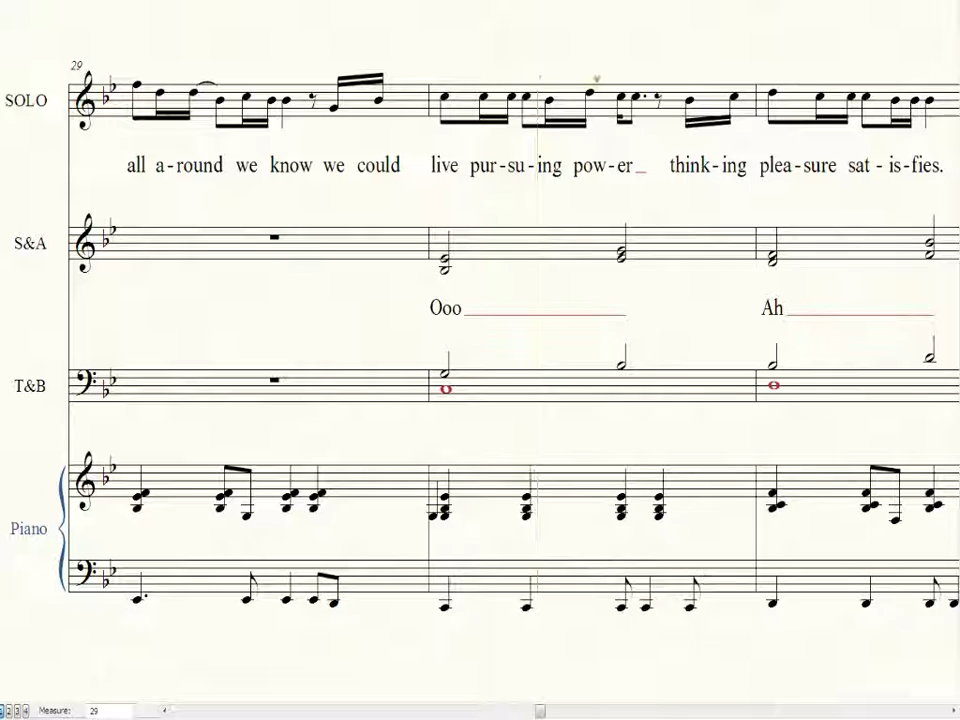 29
SOLO
all a-round we know we could live pur-su-ing pow-er_ think-ing plea-sure sat-is-fies.
S&A
Ooo Ah
T&B
Piano
1 2 3 4 Measure: 29